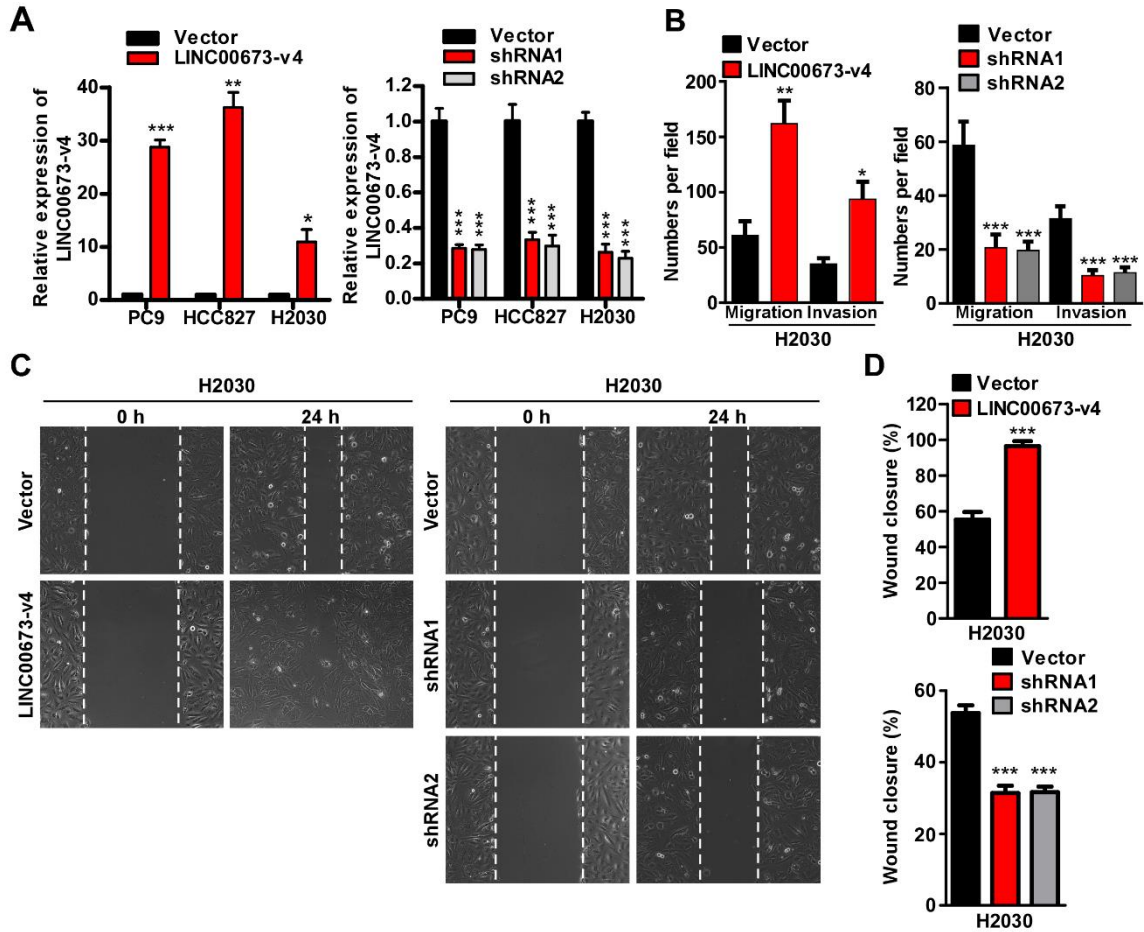 A
Vector
LINC00673-v4
Relative expression of
LINC00673-v4
40
30
20
10
0
***
**
*
PC9 HCC827 H2030
Vector
shRNA1
shRNA2
Relative expression of
LINC00673-v4
1.2
1.0
0.8
0.6
0.4
0.2
0.0
*** *** *** *** *** ***
PC9 HCC827 H2030
B
Vector
LINC00673-v4
Numbers per field
200
150
100
50
0
**
*
Migration Invasion
H2030
Vector
shRNA1
shRNA2
Numbers per field
80
60
40
20
0
*** *** *** ***
Migration Invasion
H2030
C
H2030
0 h 24 h
Vector
LINC00673-v4
H2030
0 h 24 h
Vector
shRNA1
shRNA2
D
Vector
LINC00673-v4
Wound closure (%)
120
100
80
60
40
20
0
***
H2030
Vector
shRNA1
shRNA2
Wound closure (%)
60
40
20
0
*** ***
H2030